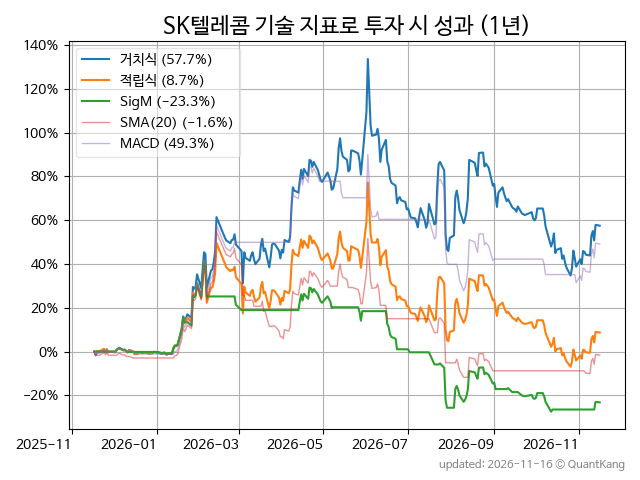 SK텔레콤 기술 지표로 투자 시 성과 (1년)
140%
120%
100%
80%
60%
40%
20%
0%
−20%
거치식 (57.7%)
적립식 (8.7%)
SigM (−23.3%)
SMA(20) (−1.6%)
MACD (49.3%)
2025-11 2026-01 2026-03 2026-05 2026-07 2026-09 2026-11
updated: 2026-11-16 © QuantKang